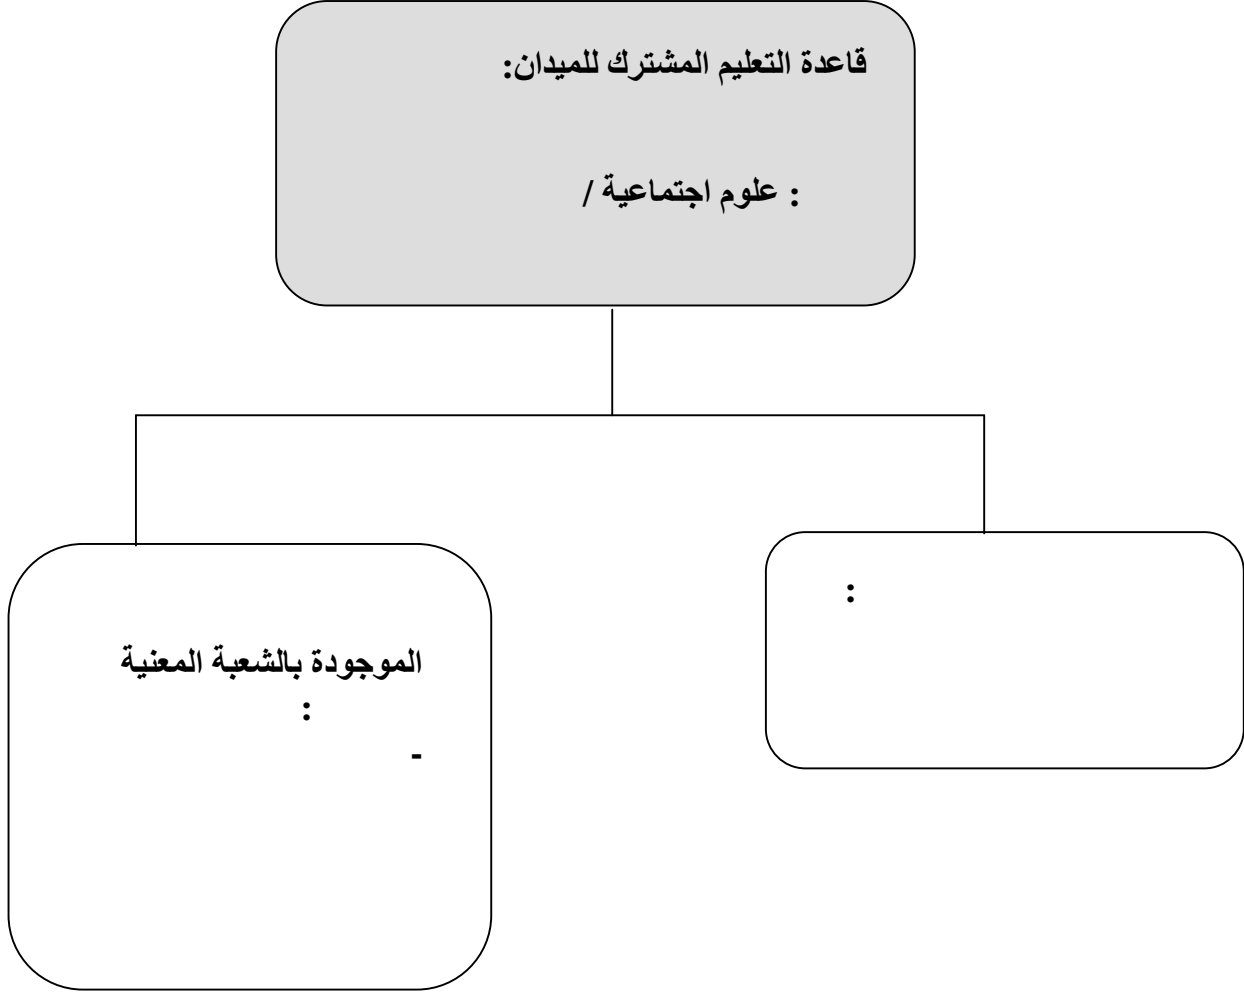 قاعدة التعليم المشترك للميدان:
: علوم اجتماعية /
:
الموجودة بالشعبة المعنية
:
-